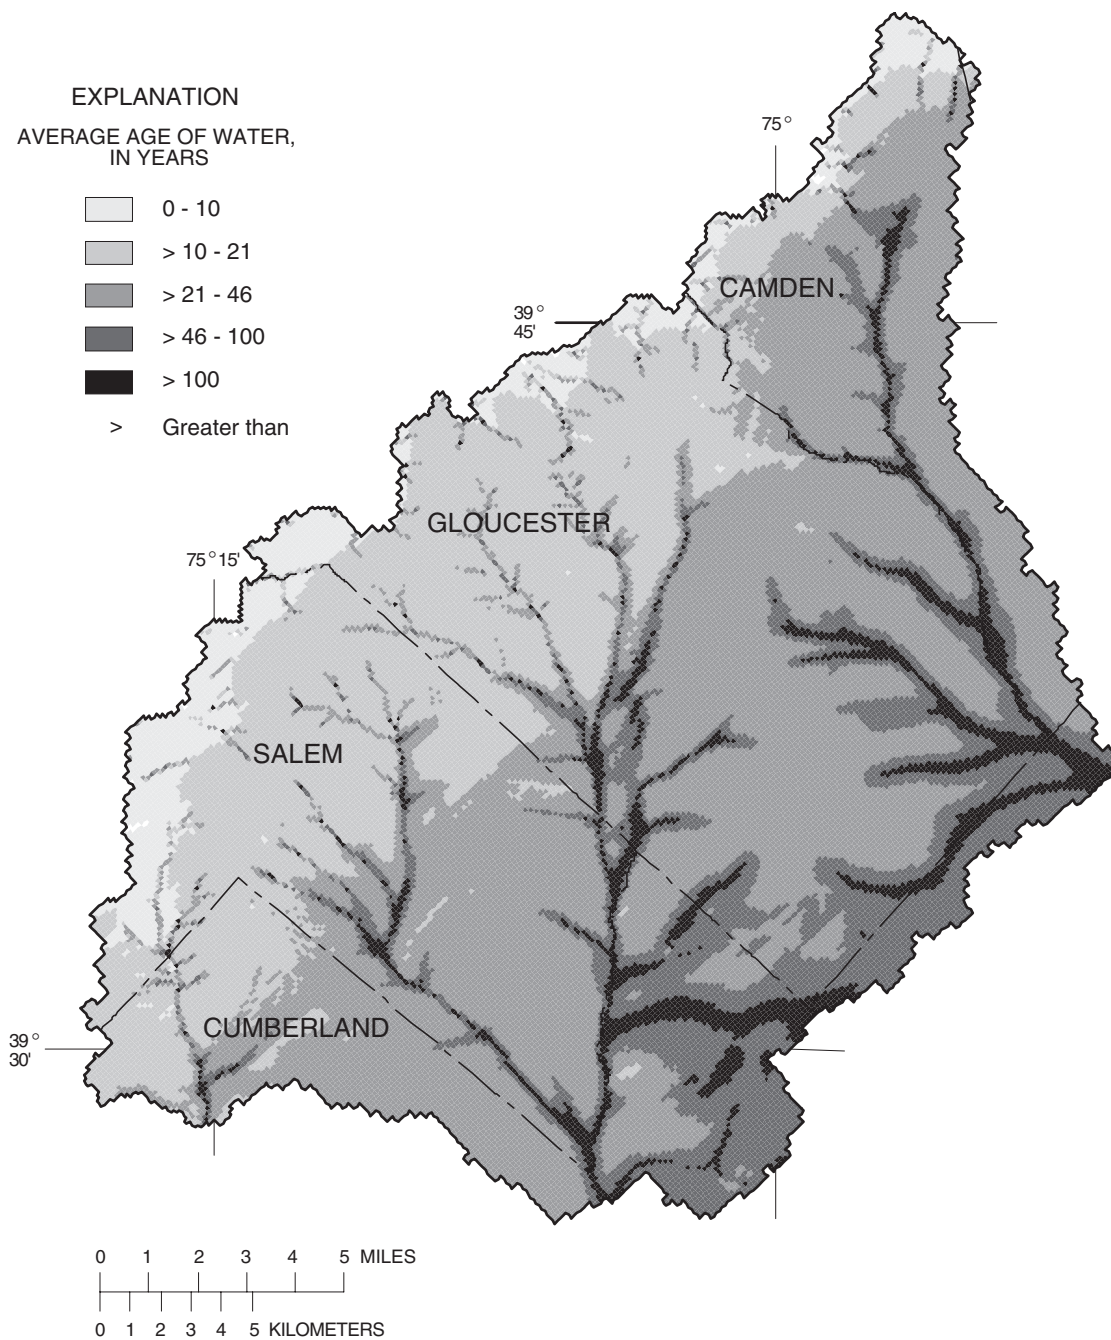 EXPLANATION
AVERAGE AGE OF WATER,
IN YEARS
0 - 10
> 10 - 21
> 21 - 46
> 46 - 100
> 100
> Greater than
75°
39°
45'
CAMDEN
GLOUCESTER
75° 15'
SALEM
CUMBERLAND
39°
30'
0 1 2 3 4 5 MILES
0 1 2 3 4 5 KILOMETERS